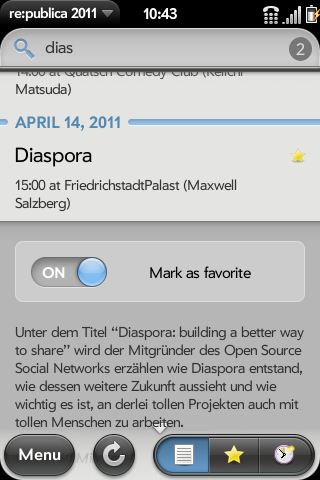 re:publica 2011
10:43
dias
2
14:00 at Quatsch Comedy Club (Keiichi
Matsuda)
APRIL 14, 2011
Diaspora
15:00 at FriedrichstadtPalast (Maxwell
Salzberg)
ON
Mark as favorite
Unter dem Titel “Diaspora: building a better way
to share” wird der Mitgründer des Open Source
Social Networks erzählen wie Diaspora entstand,
wie dessen weitere Zukunft aussieht und wie
wichtig es ist, an derlei tollen Projekten auch mit
tollen Menschen zu arbeiten.
Menu